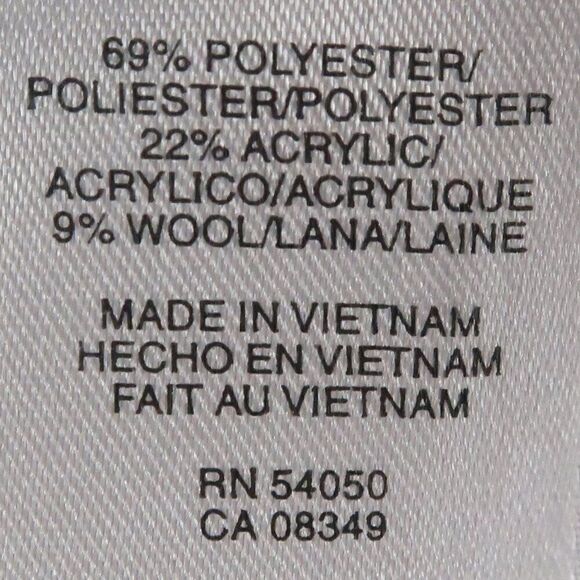 69% POLYESTER/
POLIESTER/POLYESTER
22% ACRYLIC/
ACRYLICO/ACRYLIQUE
9% WOOL/LANA/LAINE
MADE IN VIETNAM
HECHO EN VIETNAM
FAIT AU VIETNAM
RN 54050
CA 08349